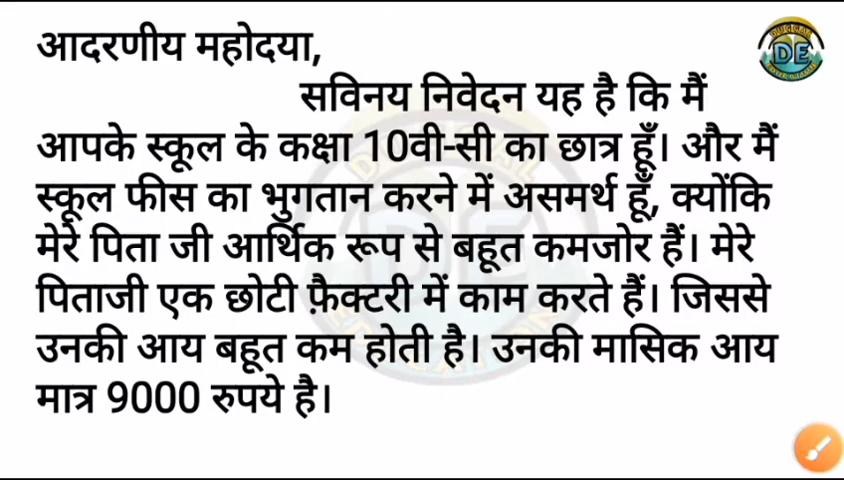 आदरणीय महोदया,
DE
सविनय निवेदन यह है कि मैं
आपके स्कूल के कक्षा 10वी-सी का छात्र हूँ। और मैं
स्कूल फीस का भुगतान करने में असमर्थ हूँ, क्योंकि
मेरे पिता जी आर्थिक रूप से बहुत कमजोर हैं। मेरे
पिताजी एक छोटी फ़ैक्टरी में काम करते हैं। जिससे
उनकी आय बहूत कम होती है। उनकी मासिक आय
मात्र 9000 रुपये है।